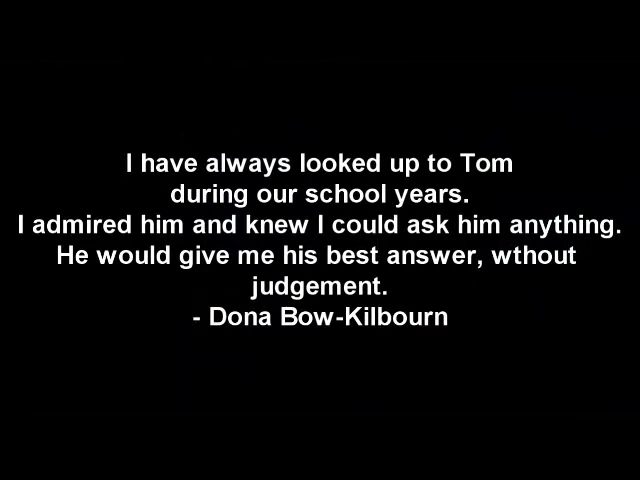 I have always looked up to Tom
during our school years.
I admired him and knew I could ask him anything.
He would give me his best answer, wthout
judgement.
- Dona Bow-Kilbourn